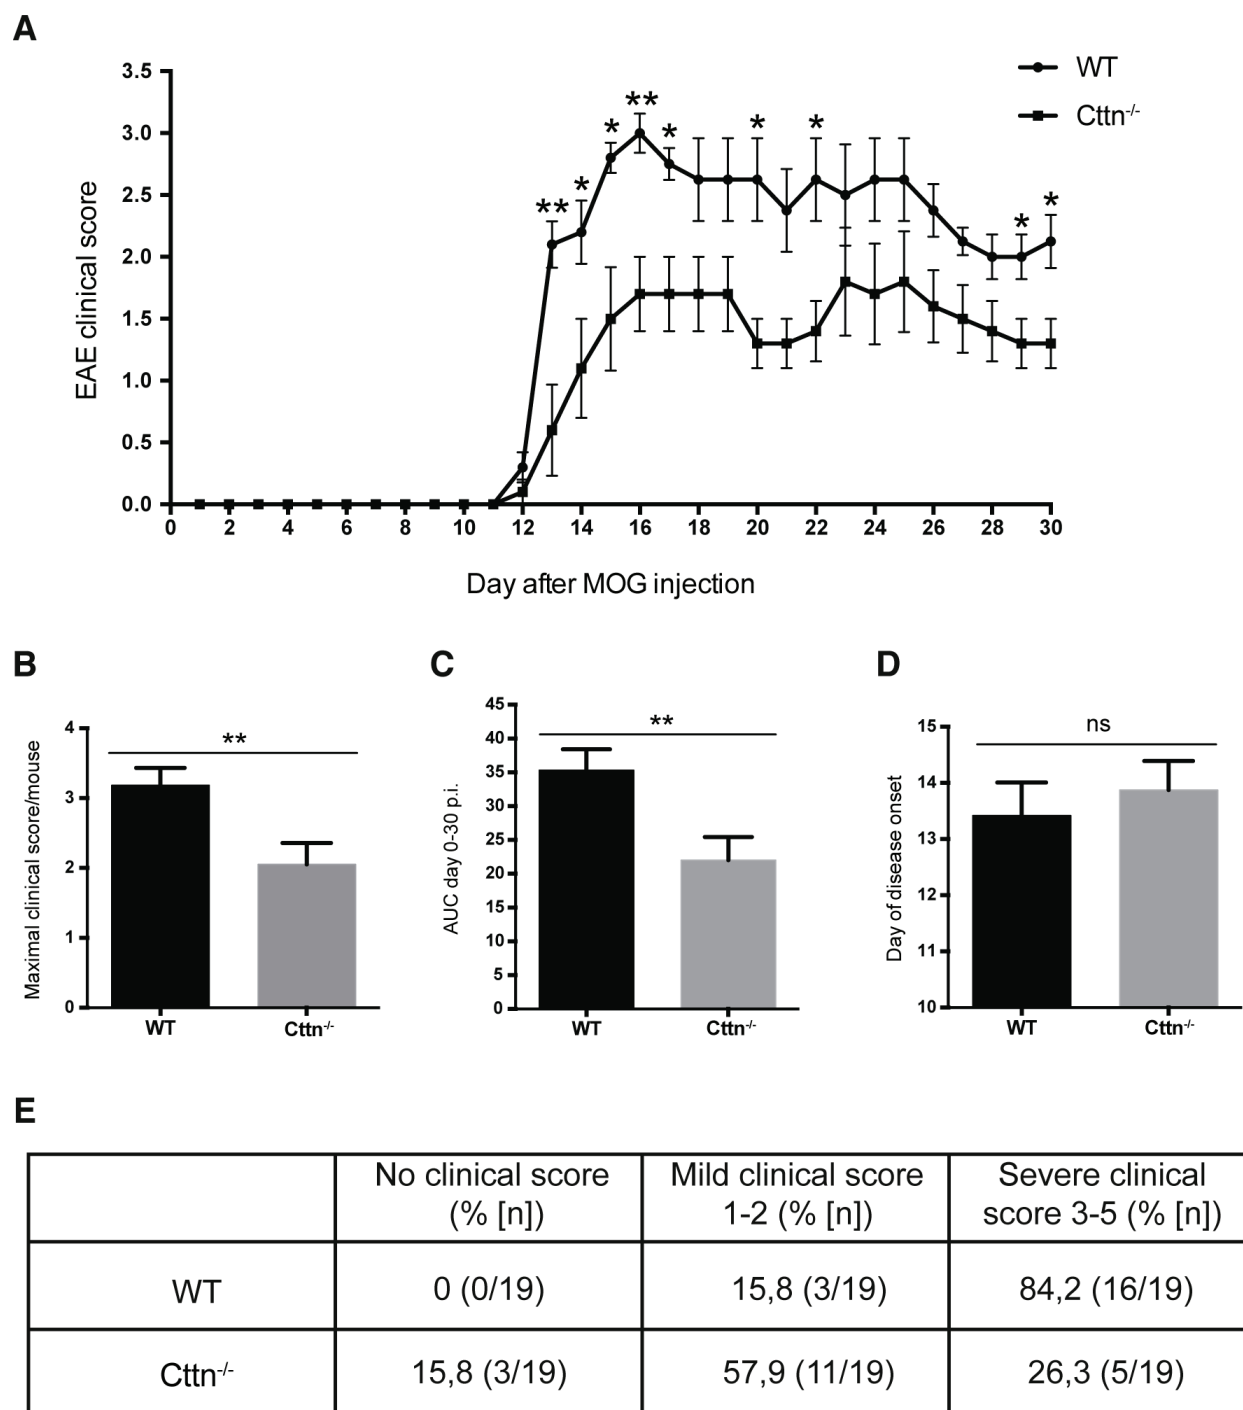 A
WT
Cttn-/-
3.5
3.0
2.5
2.0
1.5
1.0
0.5
0.0
EAE clinical score
** * * ** * * * * *
0 2 4 6 8 10 12 14 16 18 20 22 24 26 28 30
Day after MOG injection
B
4
3
2
1
0
Maximal clinical score/mouse
**
WT Cttn-/-
C
45
40
35
30
25
20
15
10
5
0
AUC day 0-30 p.i.
**
WT Cttn-/-
D
15
14
13
12
11
10
Day of disease onset
ns
WT Cttn-/-
E
No clinical score Mild clinical score Severe clinical
(% [n]) 1-2 (% [n]) score 3-5 (% [n])
WT 0 (0/19) 15,8 (3/19) 84,2 (16/19)
Cttn-/- 15,8 (3/19) 57,9 (11/19) 26,3 (5/19)